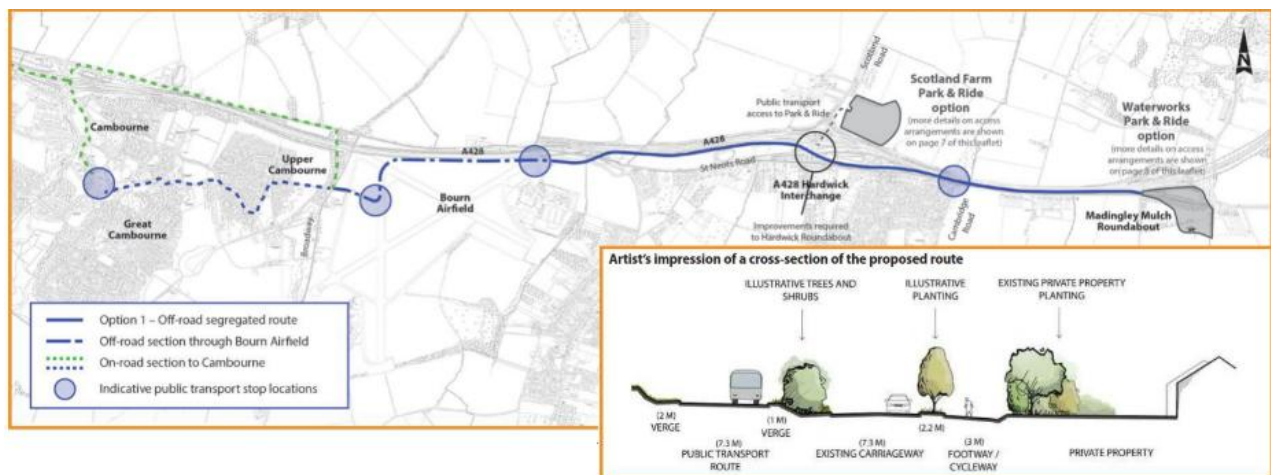 Scotland
Road
Scotland Farm
Park & Ride
option
(more details on access
arrangements are shown
on page 7 of this leaflet)
Public transport
access to Park & Ride
N
Waterworks
Park & Ride
option
(more details on access
arrangements are shown
on page 8 of this leaflet)
Cambourne
A428
A428
St Neots Road
Upper
Cambourne
Bourn
Airfield
A428 Hardwick
Interchange
Great
Cambourne
Broadway
Improvements required
to Hardwick Roundabout
Cambridge
Road
Madingley Mulch
Roundabout
Option 1 – Off-road segregated route
Off-road section through Bourn Airfield
On-road section to Cambourne
Indicative public transport stop locations
Artist's impression of a cross-section of the proposed route
ILLUSTRATIVE TREES AND
SHRUBS
ILLUSTRATIVE
PLANTING
EXISTING PRIVATE PROPERTY
PLANTING
(2 M)
VERGE
(7.3 M)
PUBLIC TRANSPORT
ROUTE
(1 M)
VERGE
(7.3 M)
EXISTING CARRIAGEWAY
(2.2 M)
(3 M)
FOOTWAY /
CYCLEWAY
PRIVATE PROPERTY